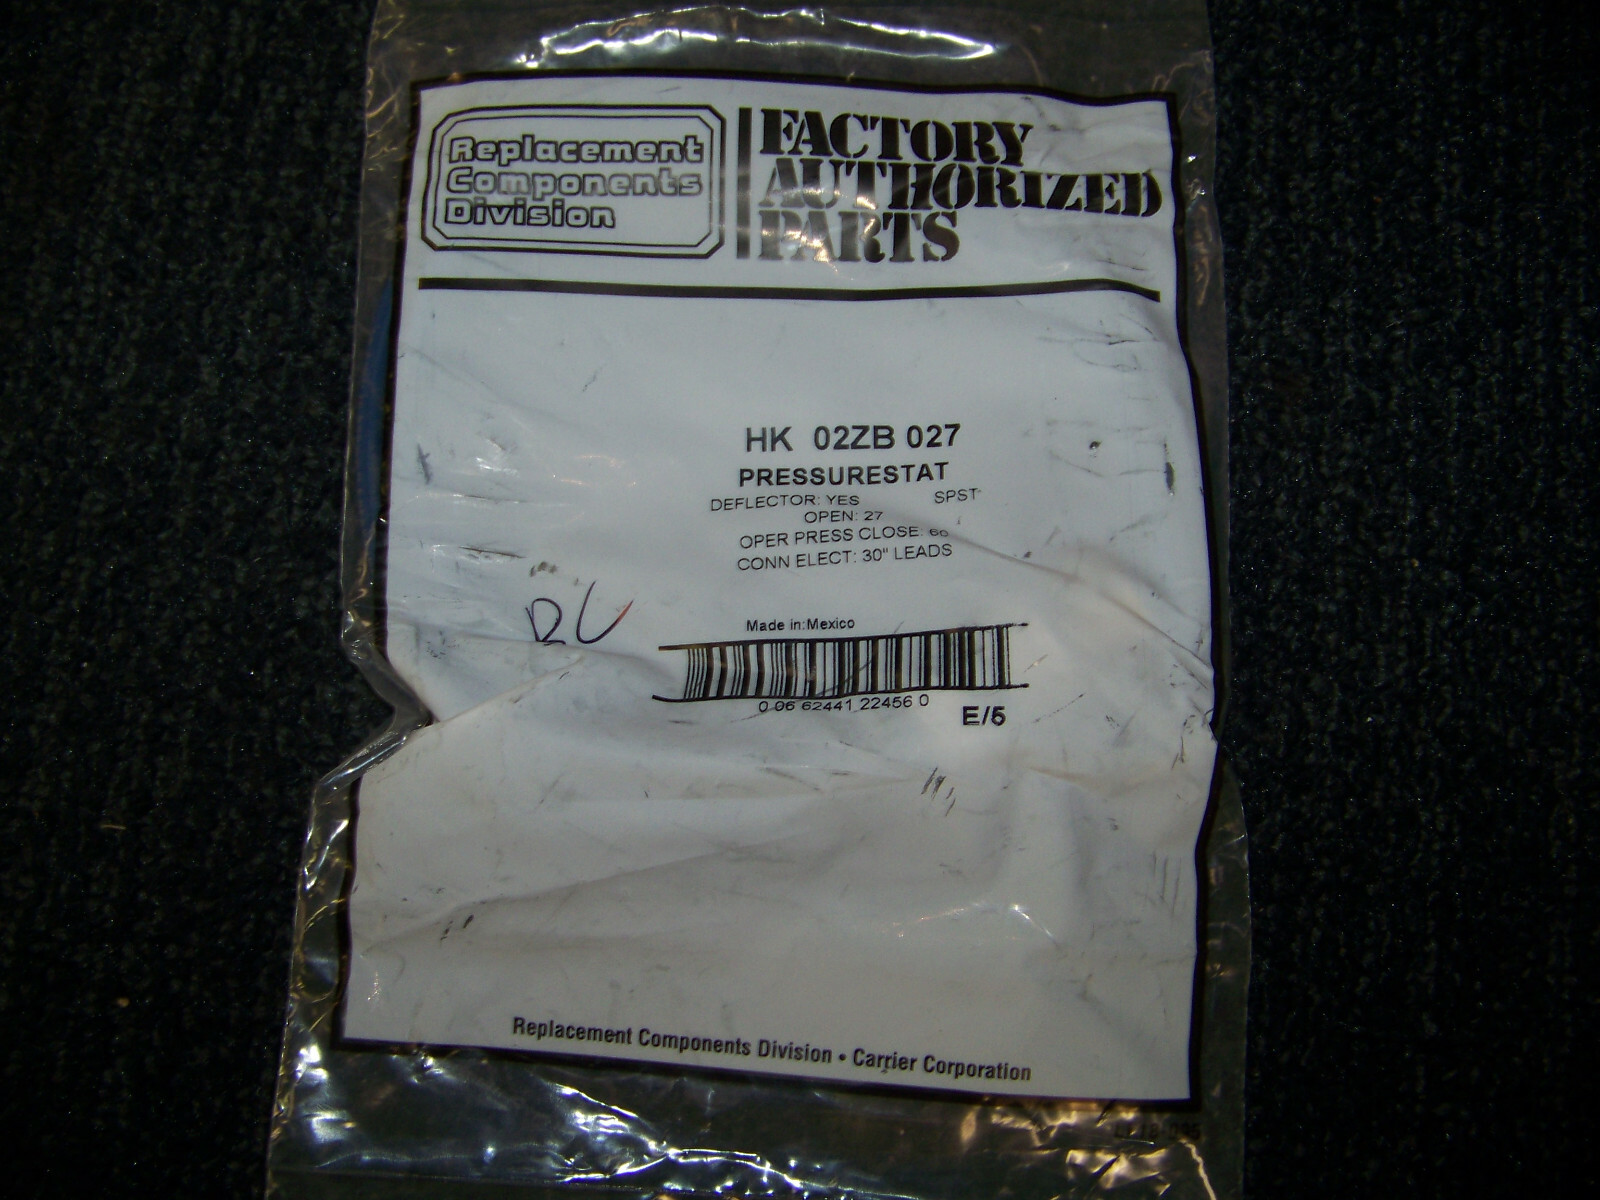 Replacement
Components
Division
FACTORY
AUTHORIZED
PARTS
HK 02ZB 027
PRESSURESTAT
DEFLECTOR: YES SPST
OPEN: 27
OPER PRESS CLOSE:
CONN ELECT: 30" LEADS
Made in:Mexico
0 06 62441 22456 0
E/5
Replacement Components Division • Carrier Corporation